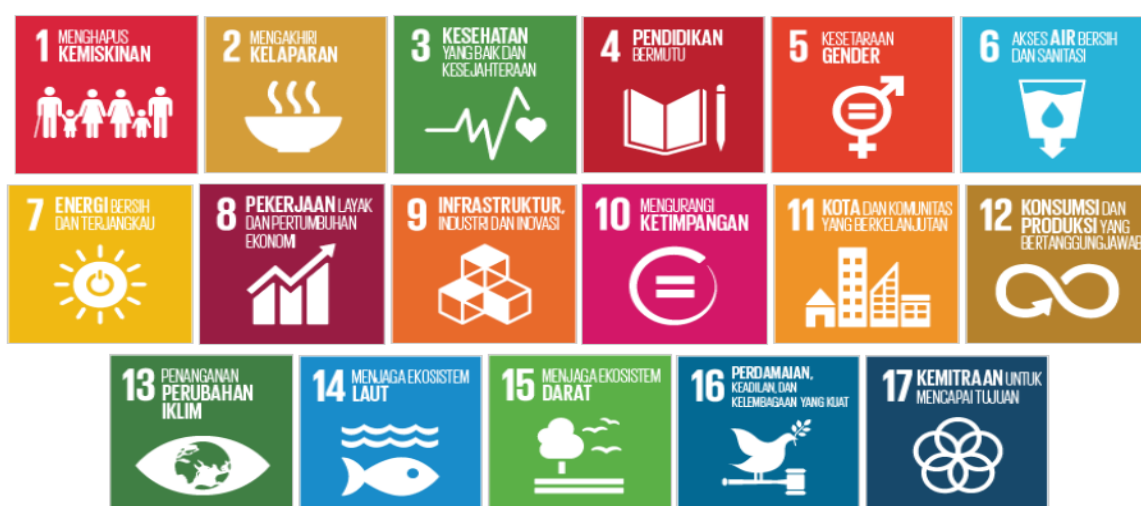 1 MENGHAPUS
KEMISKINAN
2 MENGAKHIRI
KELAPARAN
3 KESEHATAN
YANG BAIK DAN
KESEJAHTERAAN
4 PENDIDIKAN
BERMUTU
5 KESETARAAN
GENDER
6 AKSES AIR BERSIH
DAN SANITASI
7 ENERGI BERSIH
DAN TERJANGKAU
8 PEKERJAAN LAYAK
DAN PERTUMBUHAN
EKONOMI
9 INFRASTRUKTUR,
INDUSTRI DAN INOVASI
10 MENGURANGI
KETIMPANGAN
11 KOTA DAN KOMUNITAS
YANG BERKELANJUTAN
12 KONSUMSI DAN
PRODUKSI YANG
BERTANGGUNGJAWAB
13 PENANGANAN
PERUBAHAN
IKLIM
14 MENJAGA EKOSISTEM
LAUT
15 MENJAGA EKOSISTEM
DARAT
16 PERDAMAIAN,
KEADILAN, DAN
KELEMBAGAAN YANG KUAT
17 KEMITRAAN UNTUK
MENCAPAI TUJUAN